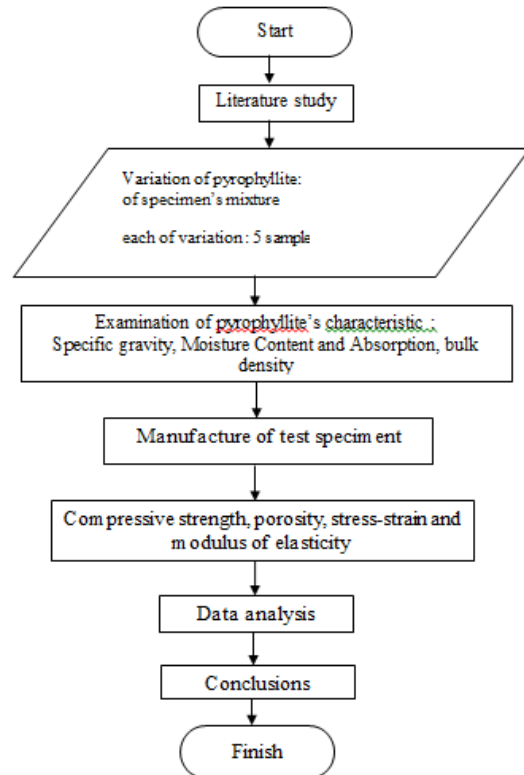 Start
Literature study
Variation of pyrophyllite:
of specimen's mixture
each of variation : 5 sample
Examination of pyrophyllite's characteristic :
Specific gravity, Moisture Content and Absorption, bulk
density
Manufacture of test speciment
Compressive strength, porosity, stress-strain and
modulus of elasticity
Data analysis
Conclusions
Finish